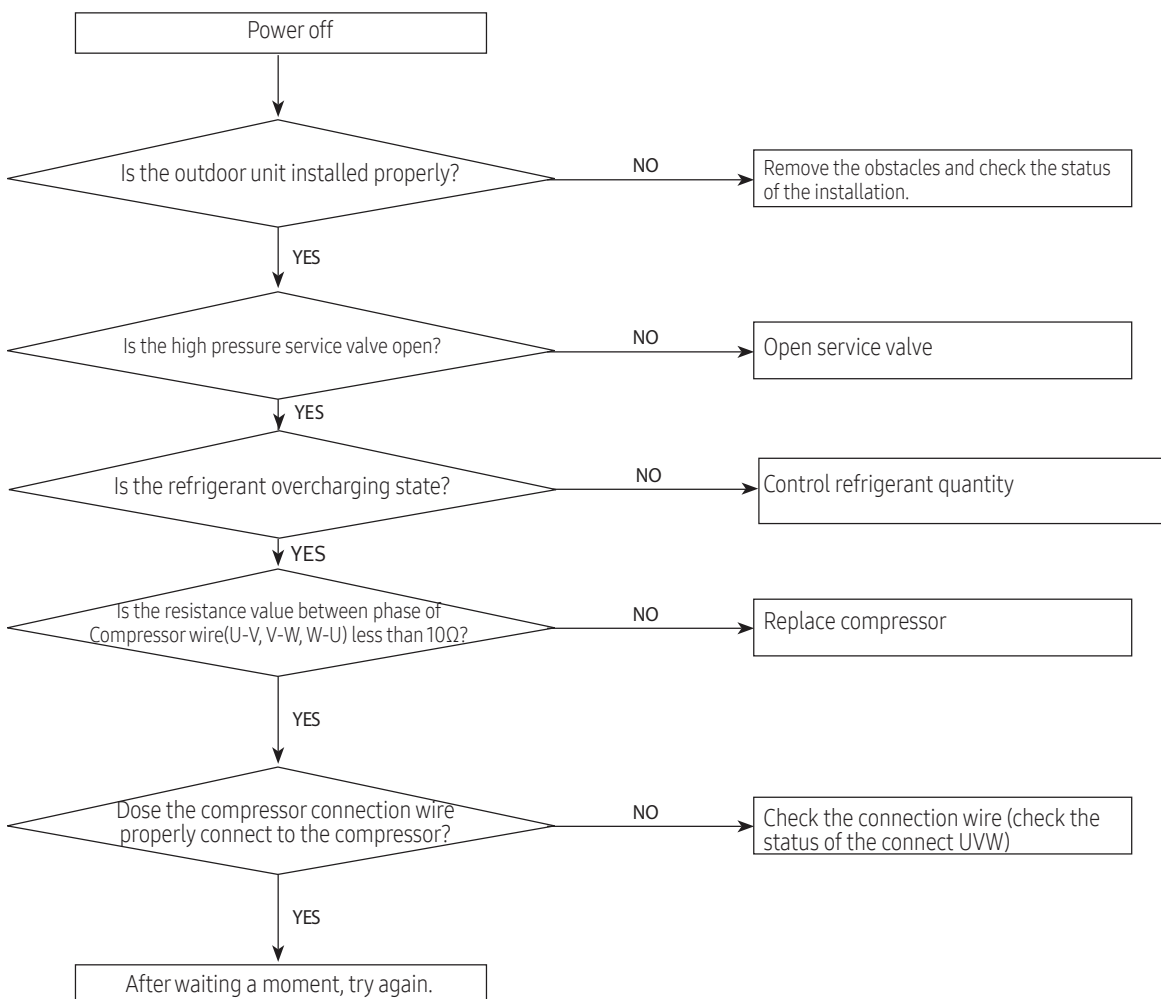 Power off
Is the outdoor unit installed properly?
NO
Remove the obstacles and check the status
of the installation.
YES
Is the high pressure service valve open?
NO
Open service valve
YES
Is the refrigerant overcharging state?
NO
Control refrigerant quantity
YES
Is the resistance value between phase of
Compressor wire(U-V, V-W, W-U) less than 10Ω?
NO
Replace compressor
YES
Dose the compressor connection wire
properly connect to the compressor?
NO
Check the connection wire (check the
status of the connect UVW)
YES
After waiting a moment, try again.